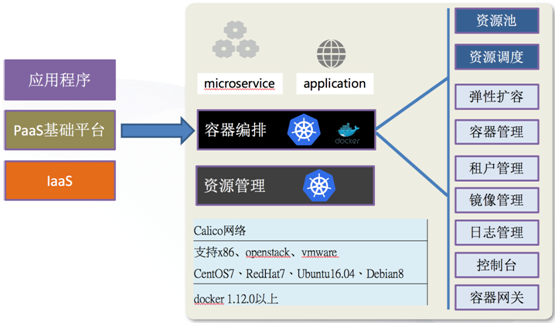 应用程序
PaaS基础平台
IaaS
microservice
application
容器编排
docker
资源管理
Calico网络
支持x86、openstack、vmware
CentOS7、RedHat7、Ubuntu16.04、Debian8
docker 1.12.0以上
资源池
资源调度
弹性扩容
容器管理
租户管理
镜像管理
日志管理
控制台
容器网关